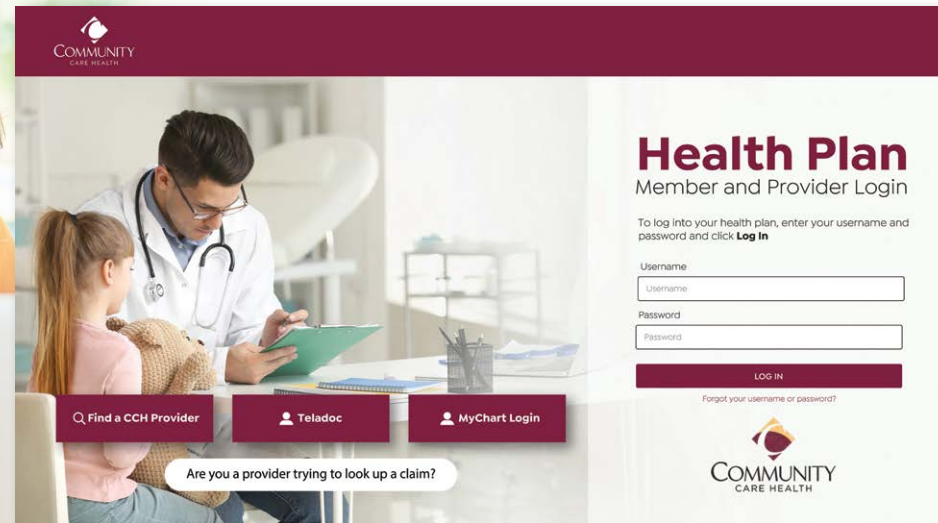 COMMUNITY
CARE HEALTH
Health Plan
Member and Provider Login
To log into your health plan, enter your username and
password and click Log In
Username
Username
Password
Password
LOG IN
Forgot your username or password?
Find a CCH Provider
Teladoc
MyChart Login
Are you a provider trying to look up a claim?
COMMUNITY
CARE HEALTH